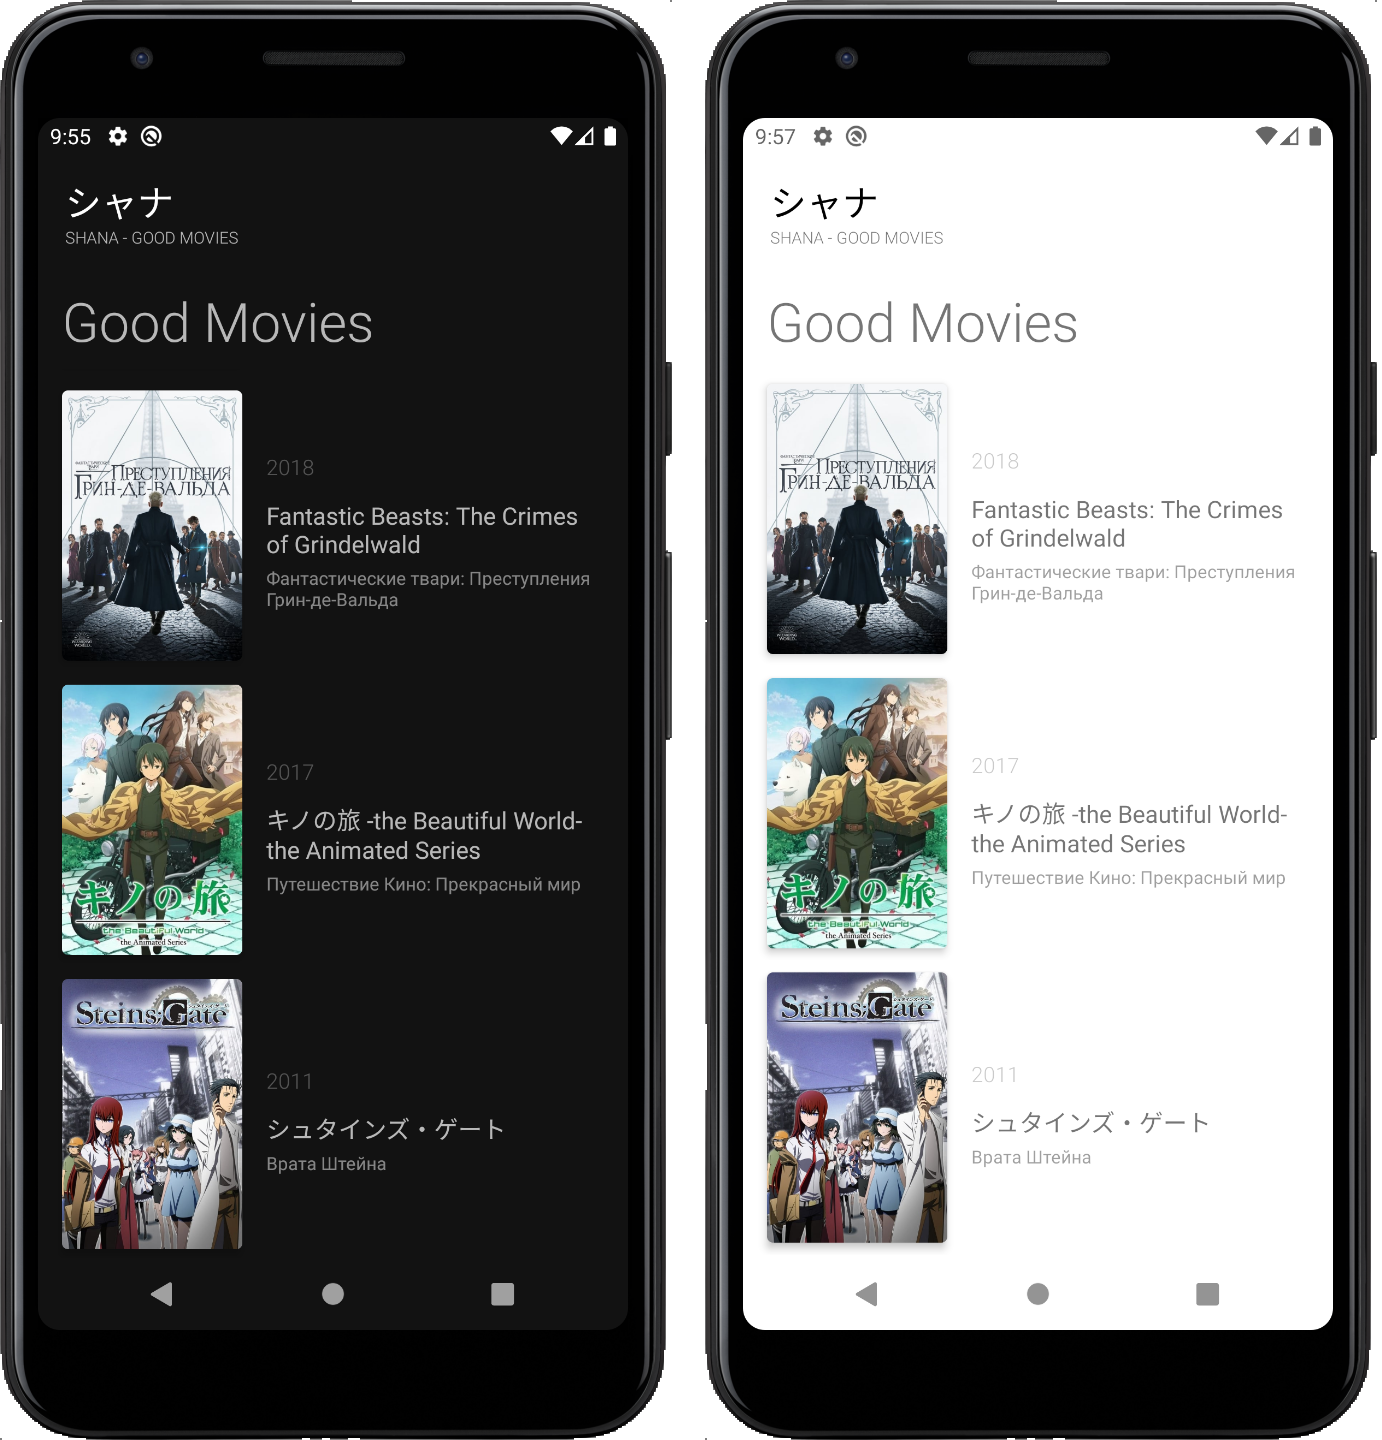 9:55
シャナ
SHANA - GOOD MOVIES
Good Movies
ПРЕСТУПЛЕНИЯ
ГРИН-ДЕ-ВАЛЬДА
2018
Fantastic Beasts: The Crimes
of Grindelwald
Фантастические твари: Преступления
Грин-де-Вальда
キノの旅
the Beautiful World
the Animated Series
2017
キノの旅 -the Beautiful World-
the Animated Series
Путешествие Кино: Прекрасный мир
Steins;Gate
2011
シュタインズ・ゲート
Врата Штейна
9:57
シャナ
SHANA - GOOD MOVIES
Good Movies
ПРЕСТУПЛЕНИЯ
ГРИН-ДЕ-ВАЛЬДА
2018
Fantastic Beasts: The Crimes
of Grindelwald
Фантастические твари: Преступления
Грин-де-Вальда
キノの旅
the Beautiful World
the Animated Series
2017
キノの旅 -the Beautiful World-
the Animated Series
Путешествие Кино: Прекрасный мир
Steins;Gate
2011
シュタインズ・ゲート
Врата Штейна